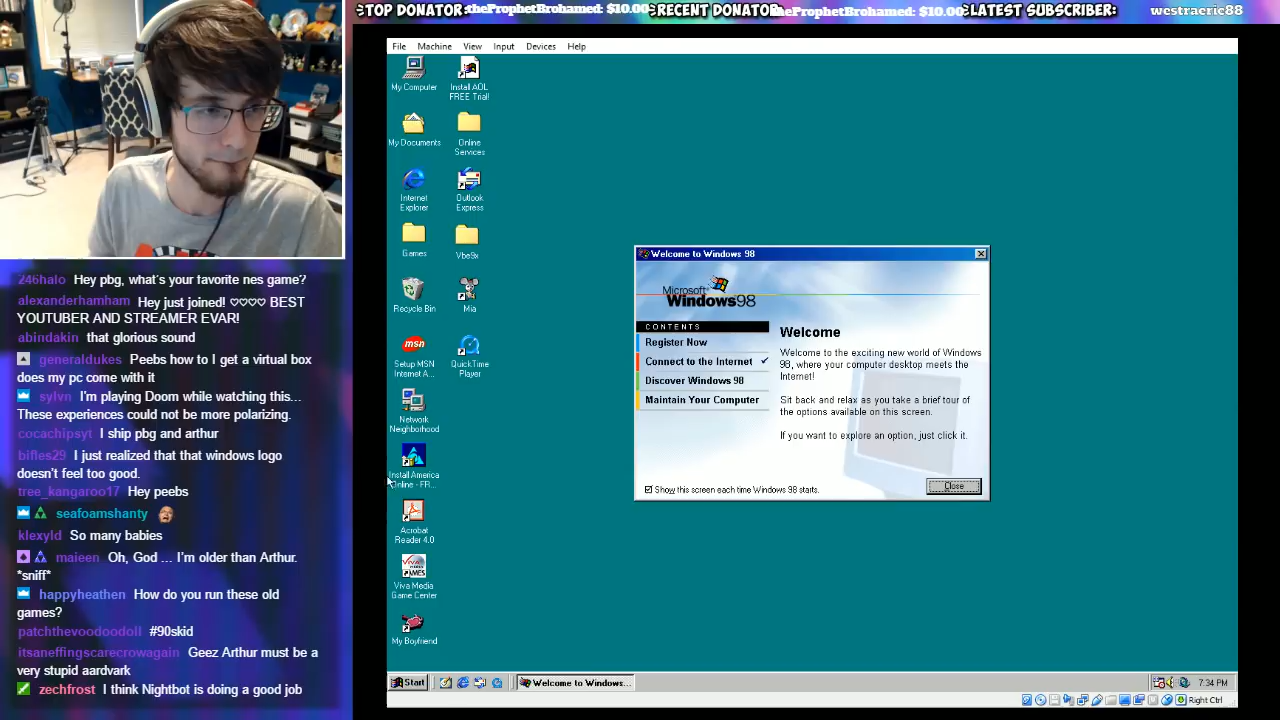 TOP DONATOR: theProphetBrohamed: $10.00 RECENT DONATOR: theProphetBrohamed: $10.00 LATEST SUBSCRIBER: westracric88
File Machine View Input Devices Help
My Computer
Install AOL
FREE Trial!
My Documents
Online
Services
Internet
Explorer
Outlook
Express
Games
Vbe9x
Recycle Bin
Mia
msn
Setup MSN
Internet A...
QuickTime
Player
Network
Neighborhood
Install America
Online - FR...
Acrobat
Reader 4.0
Viva Media
Game Center
My Boyfriend
246halo Hey pbg, what's your favorite nes game?
alexanderhamham Hey just joined! ♡♡♡♡ BEST
YOUTUBER AND STREAMER EVAR!
abindakin that glorious sound
generaldukes Peebs how to I get a virtual box
does my pc come with it
sylvn I'm playing Doom while watching this...
These experiences could not be more polarizing.
cocachipsyt I ship pbg and arthur
bifles29 I just realized that that windows logo
doesn't feel too good.
tree_kangaroo17 Hey peebs
seafoamshanty
klexyld So many babies
maieen Oh, God ... I'm older than Arthur.
*sniff*
happyheathen How do you run these old
games?
patchthevoodoodoll #90skid
itsaneffingscarecrowagain Geez Arthur must be a
very stupid aardvark
zechfrost I think Nightbot is doing a good job
Welcome to Windows 98
Microsoft
Windows98
CONTENTS
Register Now
Connect to the Internet
Discover Windows 98
Maintain Your Computer
Welcome
Welcome to the exciting new world of Windows
98, where your computer desktop meets the
Internet!
Sit back and relax as you take a brief tour of
the options available on this screen.
If you want to explore an option, just click it.
Show this screen each time Windows 98 starts.
Close
Start
Welcome to Windows...
7:34 PM
Right Ctrl